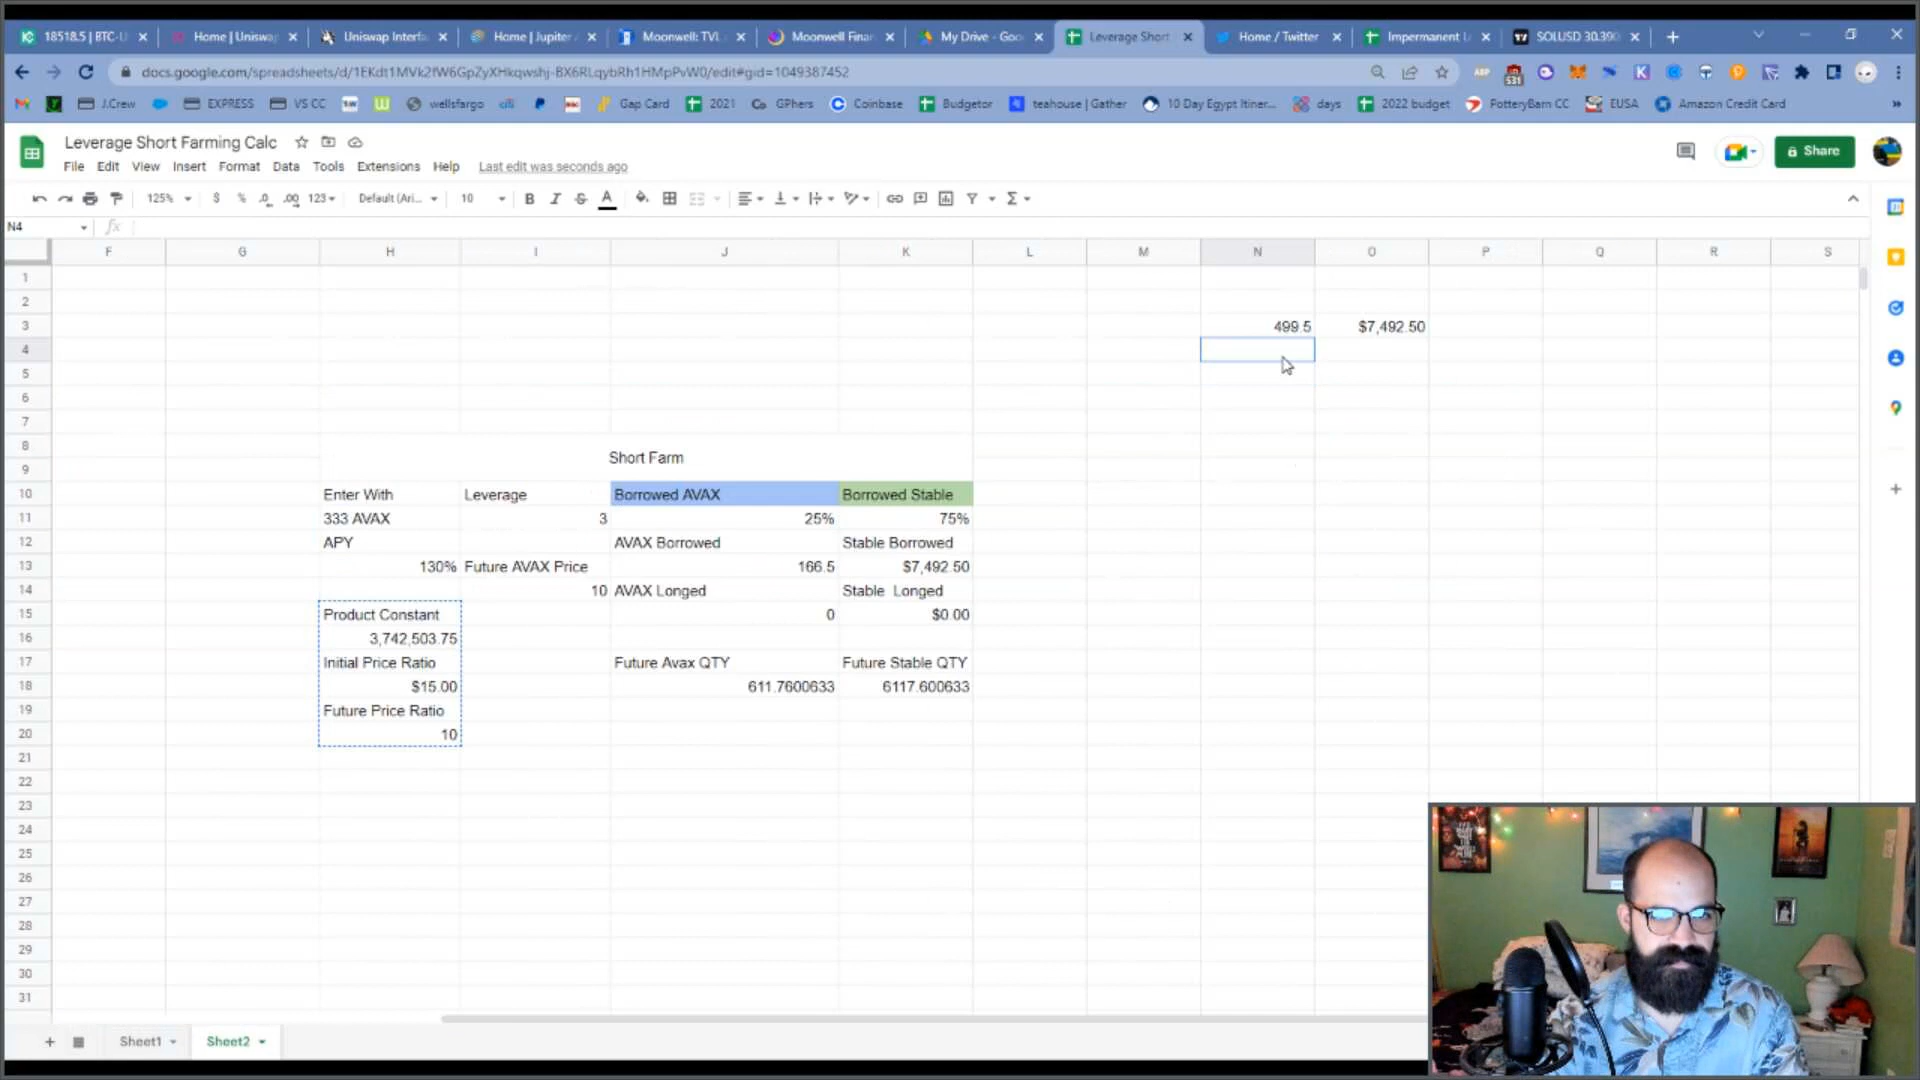 18518.5 | BTC-U
Home | Uniswap
Uniswap Interfa
Home | Jupiter
Moonwell: TVL
Moonwell Finan
My Drive - Goo
Leverage Short
Home / Twitter
Impermanent L
SOLUSD 30.390
docs.google.com/spreadsheets/d/1EKdt1MVk2fW6GpZyXHkqwshj-BX6RLqybRh1HMpPvW0/edit#gid=1049387452
J.Crew
EXPRESS
VS CC
wellsfargo
citi
Gap Card
2021
GPhers
Coinbase
Budgetor
teahouse | Gather
10 Day Egypt Itiner...
days
2022 budget
PotteryBarn CC
EUSA
Amazon Credit Card
Leverage Short Farming Calc
Share
File Edit View Insert Format Data Tools Extensions Help Last edit was seconds ago
125% $ % .0 .00 123 Default (Ari... 10 B I S A
N4 fx
F G H I J K L M N O P Q R S
1
2
3 499.5 $7,492.50
4
5
6
7
8
Short Farm
9
10 Enter With Leverage Borrowed AVAX Borrowed Stable
11 333 AVAX 3 25% 75%
12 APY AVAX Borrowed Stable Borrowed
13 130% Future AVAX Price 166.5 $7,492.50
14 10 AVAX Longed Stable Longed
15 Product Constant 0 $0.00
16 3,742,503.75
17 Initial Price Ratio Future Avax QTY Future Stable QTY
18 $15.00 611.7600633 6117.600633
19 Future Price Ratio
20 10
21
22
23
24
25
26
27
28
29
30
31
Sheet1 Sheet2